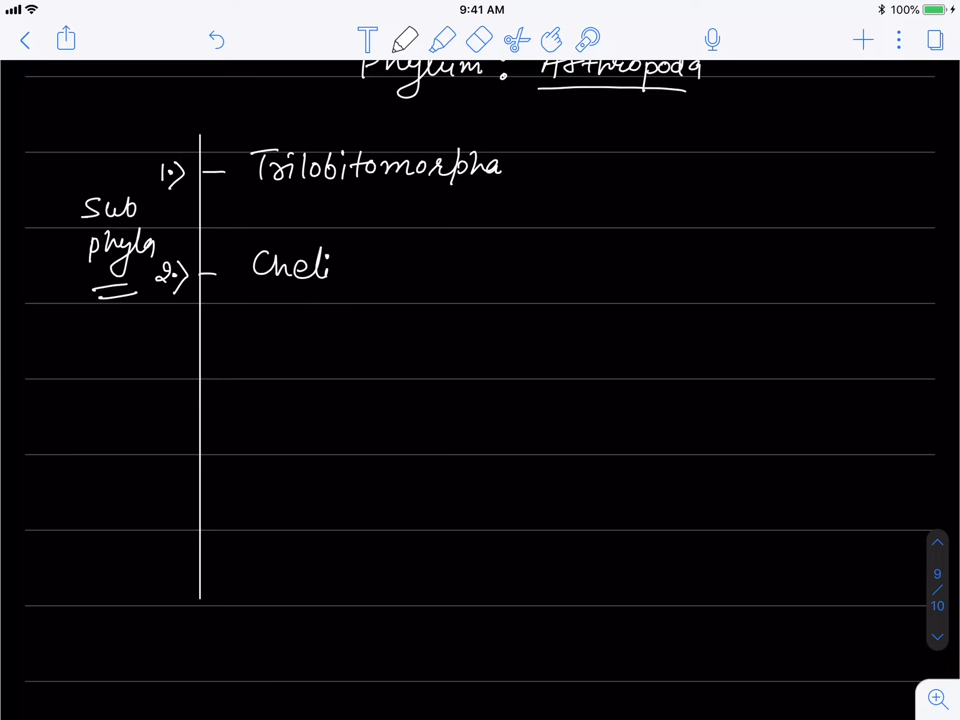 9:41 AM
100%
T
Phylum : Arthropoda
1.) Trilobitomorpha
Sub
phyla
2.) Cheli
9
/
10